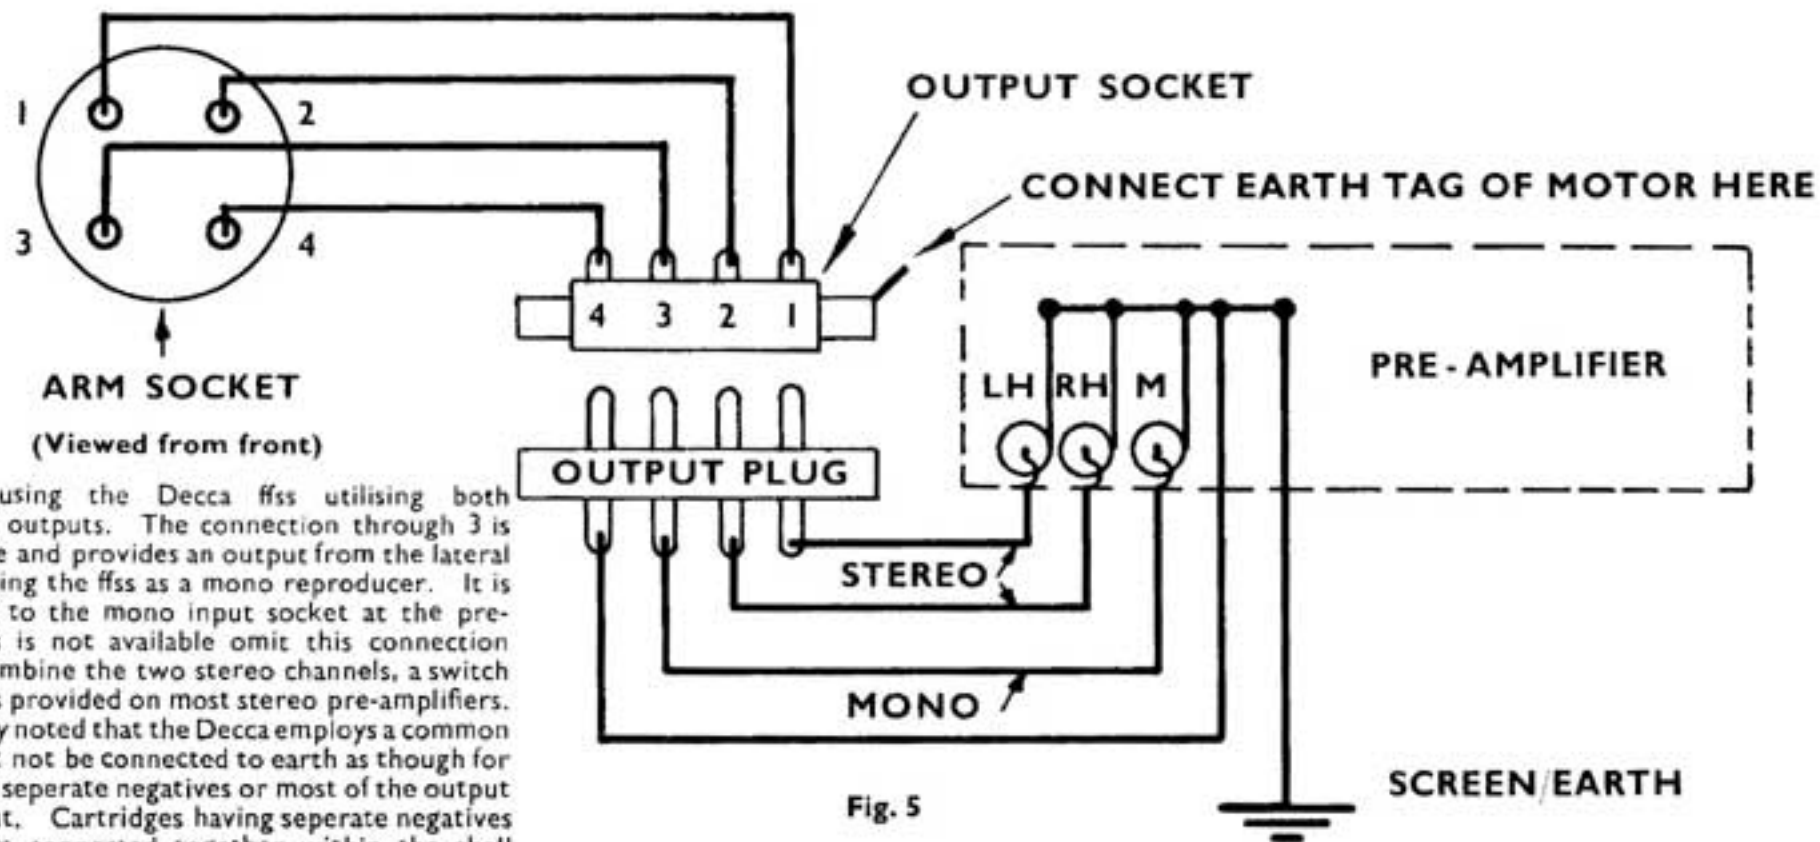 OUTPUT SOCKET
1
2
CONNECT EARTH TAG OF MOTOR HERE
3
4
4 3 2 1
ARM SOCKET
(Viewed from front)
LH RH M
PRE-AMPLIFIER
OUTPUT PLUG
STEREO
MONO
Fig. 5
SCREEN/EARTH
using the Decca ffss utilising both
outputs. The connection through 3 is
and provides an output from the lateral
the ffss as a mono reproducer. It is
to the mono input socket at the pre-
is not available omit this connection
the two stereo channels, a switch
provided on most stereo pre-amplifiers.
noted that the Decca employs a common
not be connected to earth as though for
seperate negatives or most of the output
Cartridges having seperate negatives